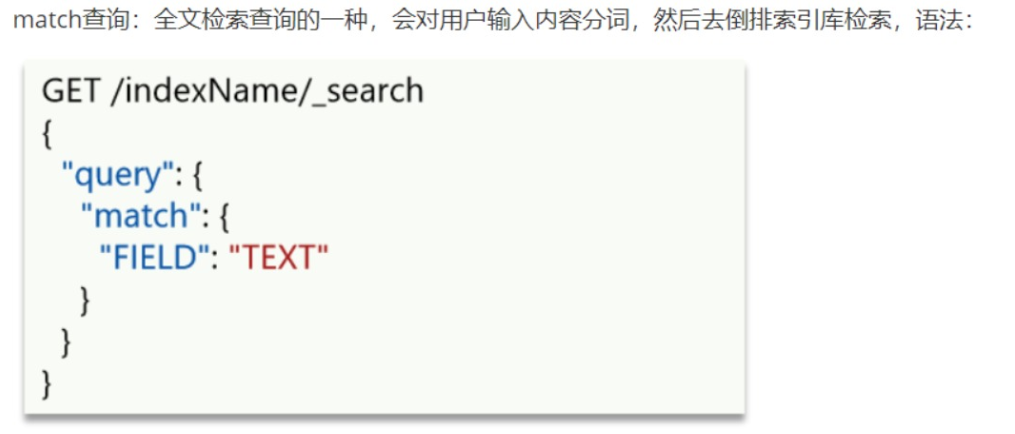 match查询：全文检索查询的一种，会对用户输入内容分词，然后去倒排索引库检索，语法：
GET /indexName/_search
{
"query": {
"match": {
"FIELD": "TEXT"
}
}
}